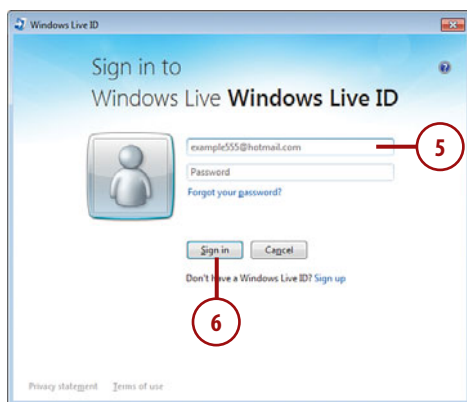 Windows Live ID
Sign in to
Windows Live Windows Live ID
example555@hotmail.com
5
Password
Forgot your password?
Sign in
Cancel
Don't have a Windows Live ID? Sign up
6
Privacy statement
Terms of use